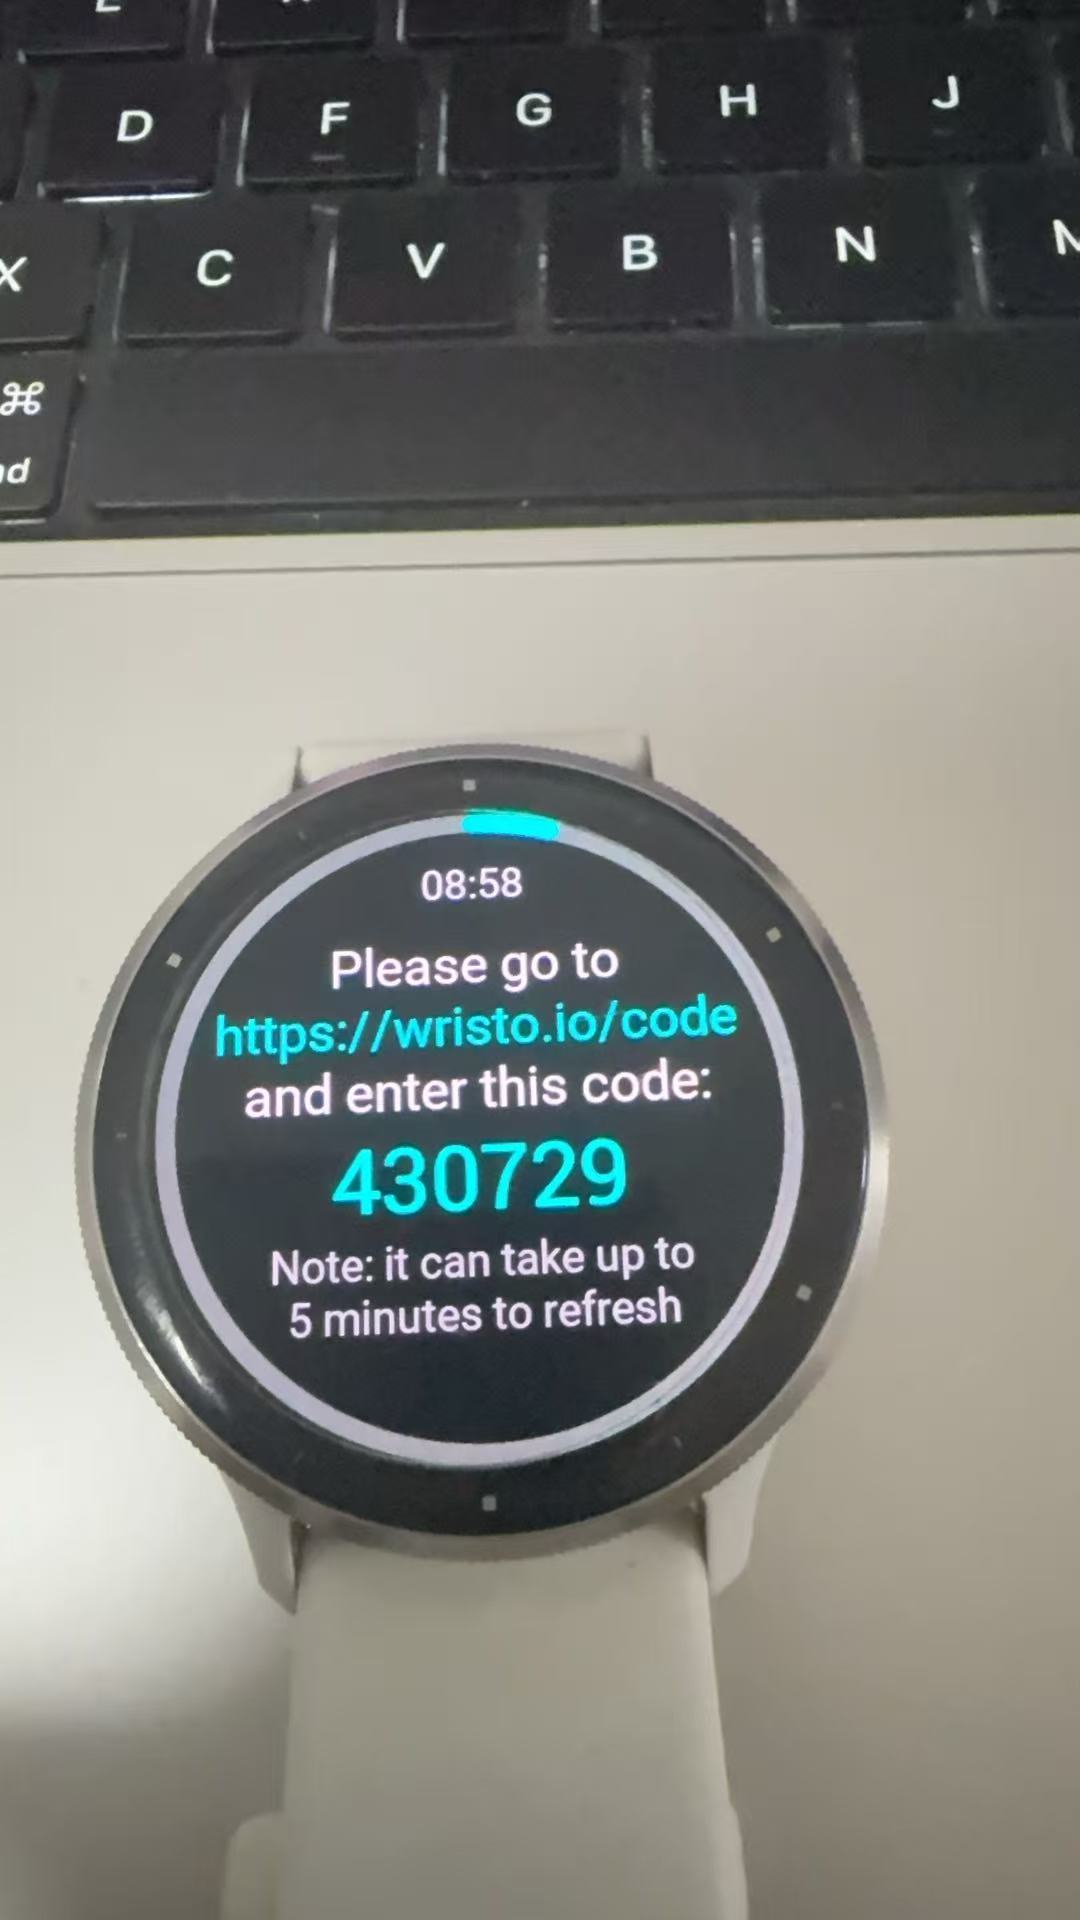 D F G H J
X C V B N M
⌘
08:58
Please go to
https://wristo.io/code
and enter this code:
430729
Note: it can take up to
5 minutes to refresh